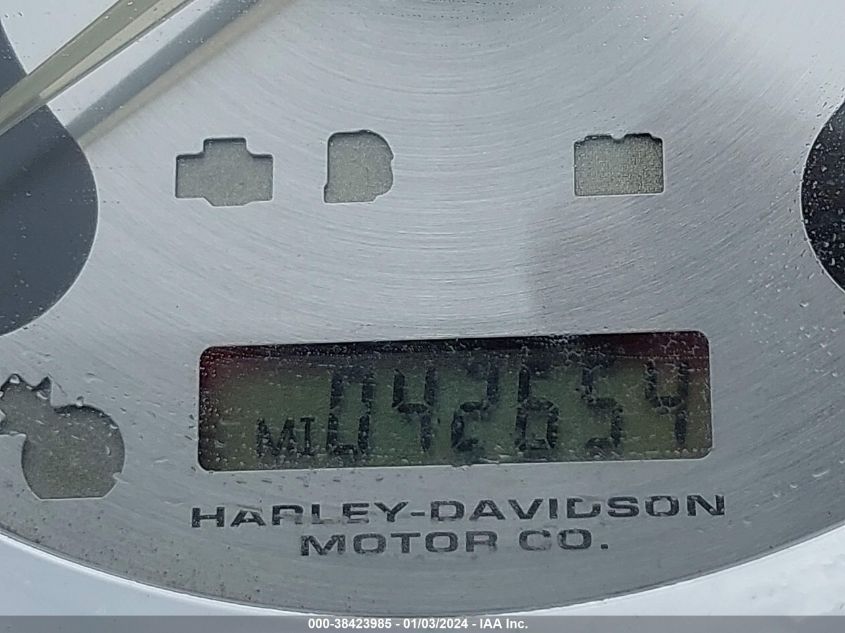 MI 042654
HARLEY-DAVIDSON
MOTOR CO.
000-38423985 - 01/03/2024 - IAA Inc.